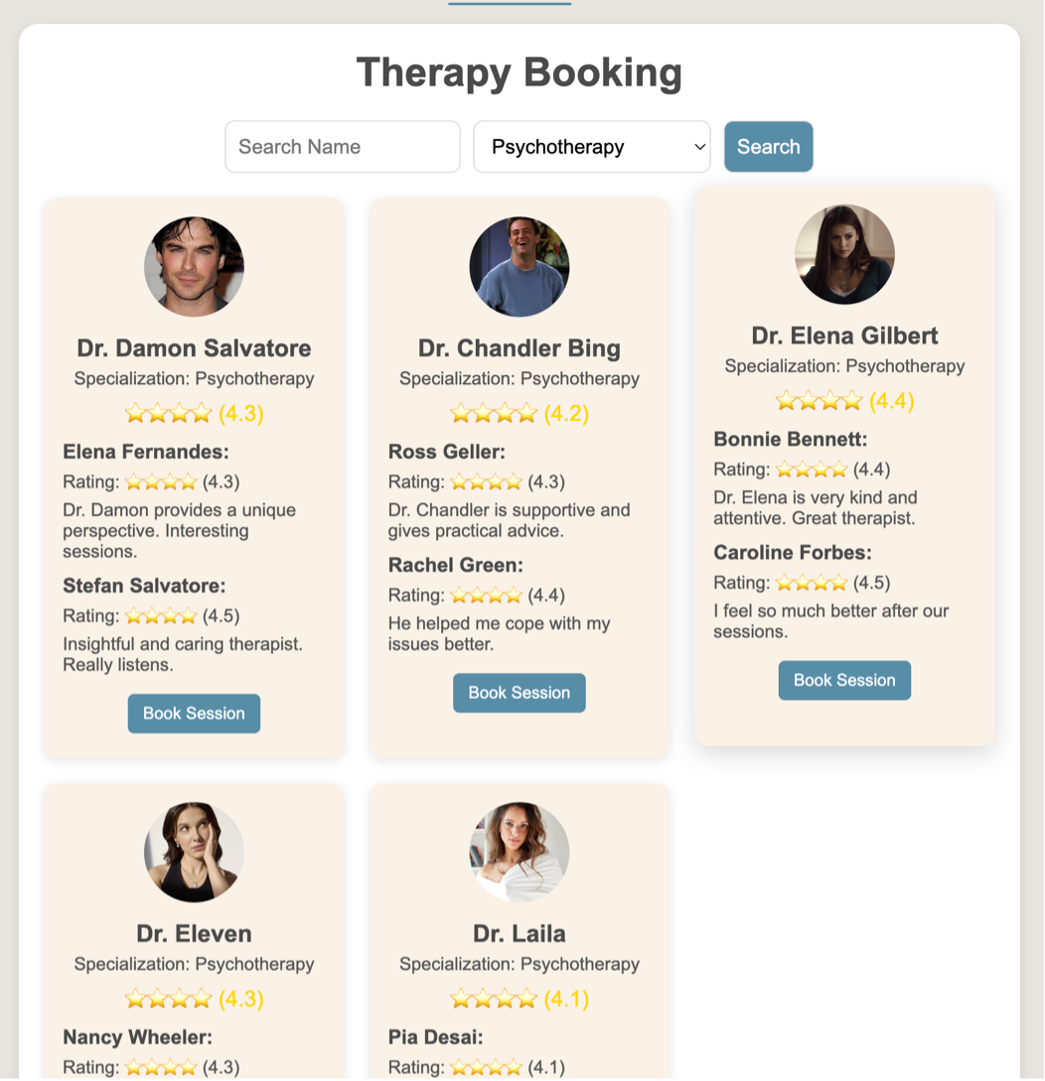 Therapy Booking
Search Name
Psychotherapy
Search
Dr. Damon Salvatore
Specialization: Psychotherapy
⭐⭐⭐⭐ (4.3)
Elena Fernandes:
Rating: ⭐⭐⭐⭐ (4.3)
Dr. Damon provides a unique
perspective. Interesting
sessions.
Stefan Salvatore:
Rating: ⭐⭐⭐⭐ (4.5)
Insightful and caring therapist.
Really listens.
Book Session
Dr. Chandler Bing
Specialization: Psychotherapy
⭐⭐⭐⭐ (4.2)
Ross Geller:
Rating: ⭐⭐⭐⭐ (4.3)
Dr. Chandler is supportive and
gives practical advice.
Rachel Green:
Rating: ⭐⭐⭐⭐ (4.4)
He helped me cope with my
issues better.
Book Session
Dr. Elena Gilbert
Specialization: Psychotherapy
⭐⭐⭐⭐ (4.4)
Bonnie Bennett:
Rating: ⭐⭐⭐⭐ (4.4)
Dr. Elena is very kind and
attentive. Great therapist.
Caroline Forbes:
Rating: ⭐⭐⭐⭐ (4.5)
I feel so much better after our
sessions.
Book Session
Dr. Eleven
Specialization: Psychotherapy
⭐⭐⭐⭐ (4.3)
Nancy Wheeler:
Rating: ⭐⭐⭐⭐ (4.3)
Dr. Laila
Specialization: Psychotherapy
⭐⭐⭐⭐ (4.1)
Pia Desai:
Rating: ⭐⭐⭐⭐ (4.1)